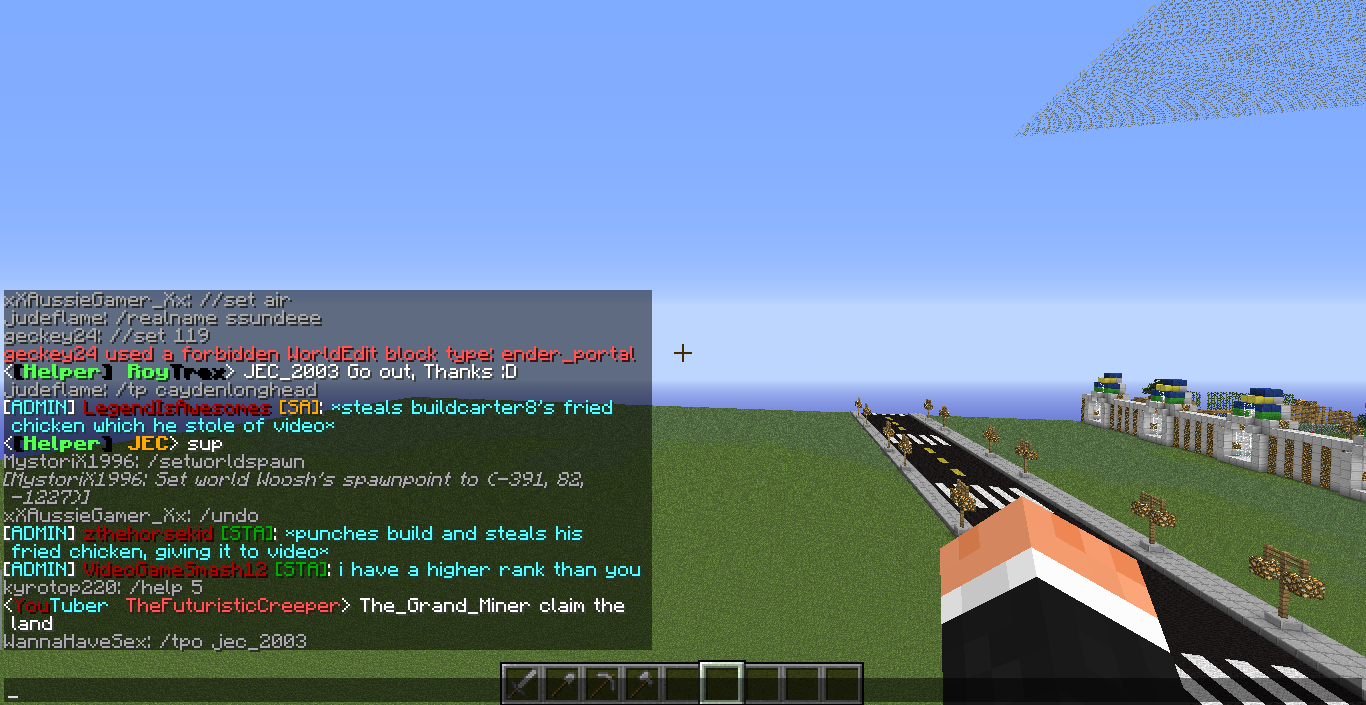 xXAussieGamer_Xx: //set air
judeflame: /realname ssundeee
geckey24: //set 119
geckey24 used a forbidden WorldEdit block type: ender_portal
<[Helper] RoyTrex> JEC_2003 Go out, Thanks :D
judeflame: /tp caydenlonghead
[ADMIN] LegendIsAwesomes [SA]: *steals buildcarter8's fried
chicken which he stole of video*
<[Helper] JEC> sup
MystoriX1996: /setworldspawn
[MystoriX1996: Set world Woosh's spawnpoint to (-391, 82,
-1227)]
xXAussieGamer_Xx: /undo
[ADMIN] zthehorsekid [STA]: *punches build and steals his
fried chicken, giving it to video*
[ADMIN] VideoGameSmash12 [STA]: i have a higher rank than you
kyrotop220: /help 5
<YouTuber TheFuturisticCreeper> The_Grand_Miner claim the
land
WannaHaveSex: /tpo jec_2003
_